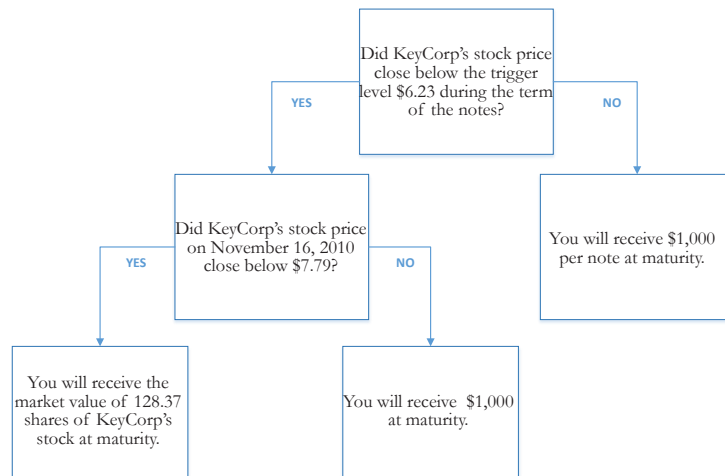 Did KeyCorp's stock price
close below the trigger
level $6.23 during the term
of the notes?
YES
NO
Did KeyCorp's stock price
on November 16, 2010
close below $7.79?
You will receive $1,000
per note at maturity.
YES
NO
You will receive the
market value of 128.37
shares of KeyCorp's
stock at maturity.
You will receive $1,000
at maturity.